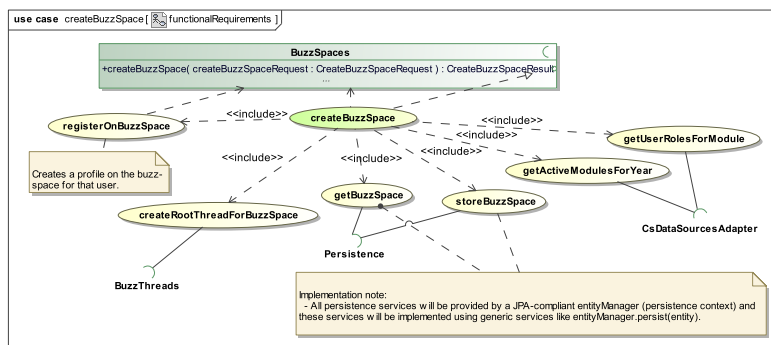 use case createBuzzSpace [ functionalRequirements ]
BuzzSpaces
+createBuzzSpace( createBuzzSpaceRequest : CreateBuzzSpaceRequest ) : CreateBuzzSpaceResult
...
registerOnBuzzSpace
<<include>>
createBuzzSpace
<<include>>
<<include>>
getUserRolesForModule
Creates a profile on the buzz-
space for that user.
<<include>>
<<include>>
<<include>>
getActiveModulesForYear
getBuzzSpace
storeBuzzSpace
createRootThreadForBuzzSpace
CsDataSourcesAdapter
Persistence
BuzzThreads
Implementation note:
- All persistence services will be provided by a JPA-compliant entityManager (persistence context) and
these services will be implemented using generic services like entityManager.persist(entity).